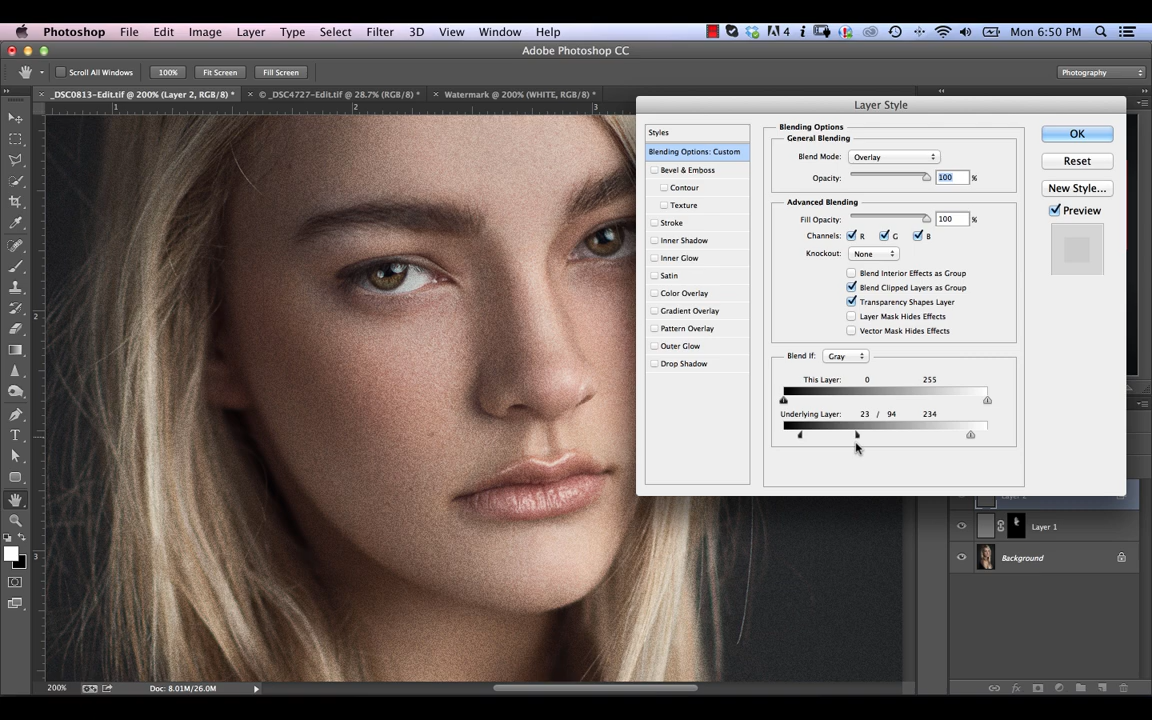 Photoshop File Edit Image Layer Type Select Filter 3D View Window Help 4 Mon 6:50 PM
Adobe Photoshop CC
Scroll All Windows 100% Fit Screen Fill Screen Photography
× _DSC0813-Edit.tif @ 200% (Layer 2, RGB/8) * × © _DSC4727-Edit.tif @ 28.7% (RGB/8) * × Watermark @ 200% (WHITE, RGB/8) *
1 2 3
2
3
Layer Style
Styles
Blending Options: Custom
Bevel & Emboss
Contour
Texture
Stroke
Inner Shadow
Inner Glow
Satin
Color Overlay
Gradient Overlay
Pattern Overlay
Outer Glow
Drop Shadow
Blending Options
General Blending
Blend Mode: Overlay
Opacity: 100 %
Advanced Blending
Fill Opacity: 100 %
Channels: R G B
Knockout: None
Blend Interior Effects as Group
Blend Clipped Layers as Group
Transparency Shapes Layer
Layer Mask Hides Effects
Vector Mask Hides Effects
Blend If: Gray
This Layer: 0 255
Underlying Layer: 23 / 94 234
OK
Reset
New Style...
Preview
Layer 1
Background
200% Doc: 8.01M/26.0M